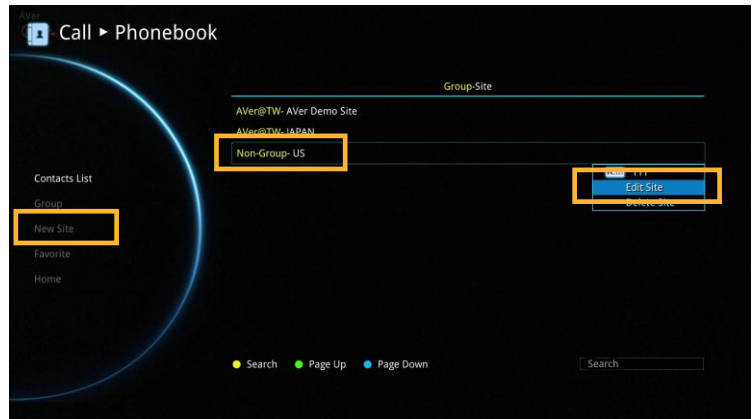 AVer
Call ▸ Phonebook
Group-Site
AVer@TW- AVer Demo Site
AVer@TW- JAPAN
Non-Group- US
Edit Site
Delete Site
Contacts List
Group
New Site
Favorite
Home
Search
Page Up
Page Down
Search